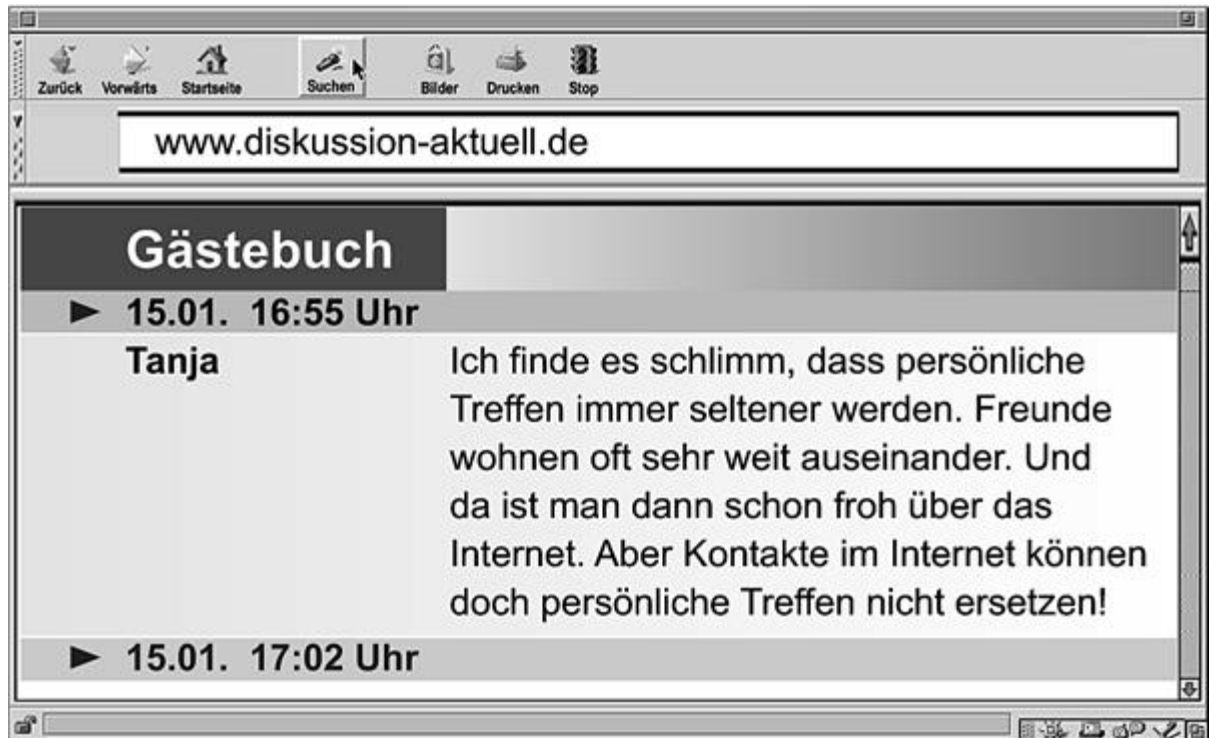 Zurück Vorwärts Startseite Suchen Bilder Drucken Stop
www.diskussion-aktuell.de
Gästebuch
15.01. 16:55 Uhr
Tanja Ich finde es schlimm, dass persönliche
Treffen immer seltener werden. Freunde
wohnen oft sehr weit auseinander. Und
da ist man dann schon froh über das
Internet. Aber Kontakte im Internet können
doch persönliche Treffen nicht ersetzen!
15.01. 17:02 Uhr